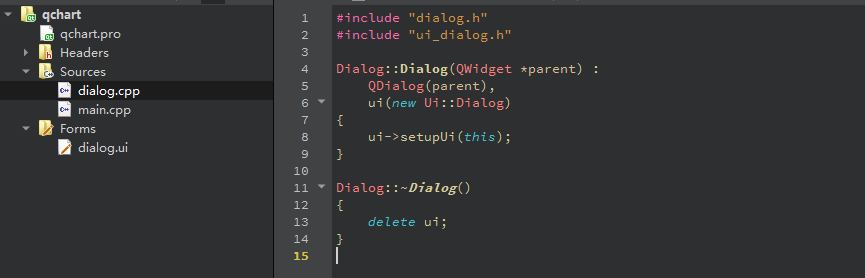 qchart
qchart.pro
Headers
Sources
dialog.cpp
main.cpp
Forms
dialog.ui
1 #include "dialog.h"
2 #include "ui_dialog.h"
3
4 Dialog::Dialog(QWidget *parent) :
5     QDialog(parent),
6     ui(new Ui::Dialog)
7 {
8     ui->setupUi(this);
9 }
10
11 Dialog::~Dialog()
12 {
13     delete ui;
14 }
15